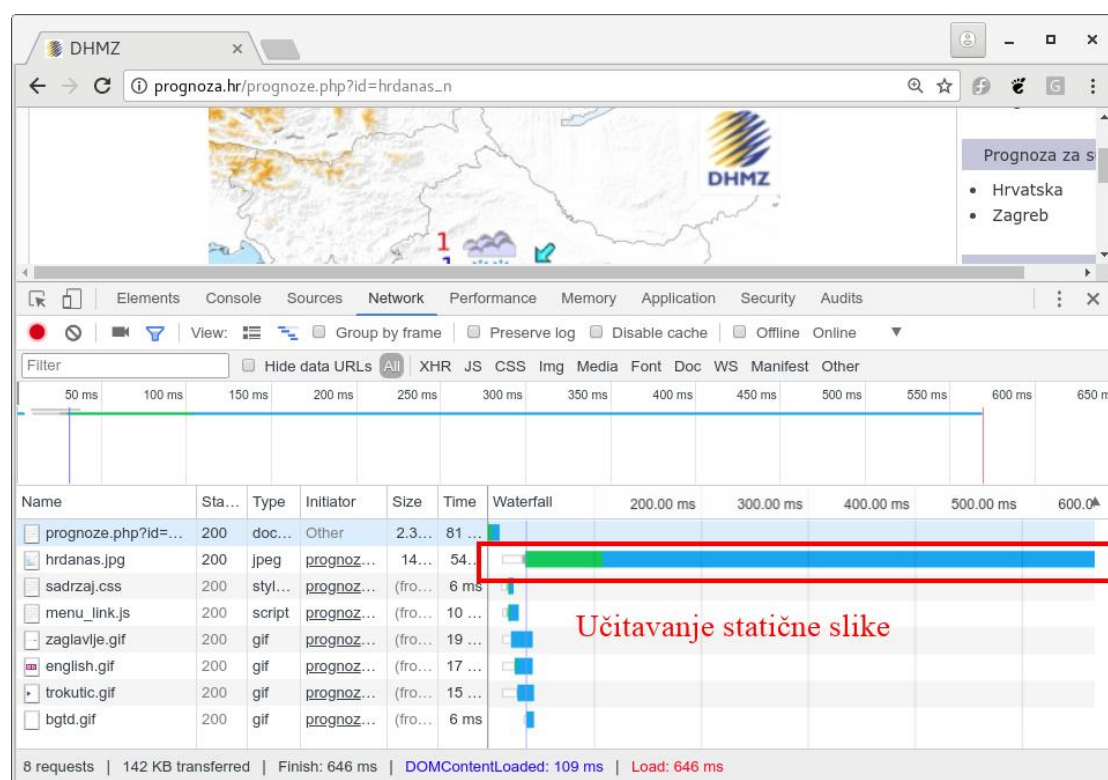 DHMZ
prognoza.hr/prognoze.php?id=hrdanas_n
DHMZ
1
Prognoza za s
Hrvatska
Zagreb
Elements Console Sources Network Performance Memory Application Security Audits
View: Group by frame Preserve log Disable cache Offline Online
Filter Hide data URLs All XHR JS CSS Img Media Font Doc WS Manifest Other
50 ms 100 ms 150 ms 200 ms 250 ms 300 ms 350 ms 400 ms 450 ms 500 ms 550 ms 600 ms 650 m
Name Sta... Type Initiator Size Time Waterfall 200.00 ms 300.00 ms 400.00 ms 500.00 ms 600.0
prognoze.php?id=... 200 doc... Other 2.3... 81 ...
hrdanas.jpg 200 jpeg prognoz... 14... 54...
sadrzaj.css 200 styl... prognoz... (fro... 6 ms
menu_link.js 200 script prognoz... (fro... 10 ...
Učitavanje statične slike
zaglavlje.gif 200 gif prognoz... (fro... 19 ...
english.gif 200 gif prognoz... (fro... 17 ...
trokutic.gif 200 gif prognoz... (fro... 15 ...
bgtd.gif 200 gif prognoz... (fro... 6 ms
8 requests | 142 KB transferred | Finish: 646 ms | DOMContentLoaded: 109 ms | Load: 646 ms